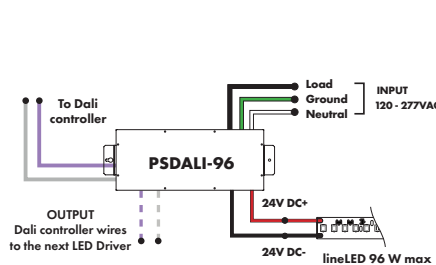 Load
Ground
Neutral
INPUT
120 - 277VAC
To Dali
controller
PSDALI-96
OUTPUT
Dali controller wires
to the next LED Driver
24V DC+
24V DC-
lineLED 96 W max